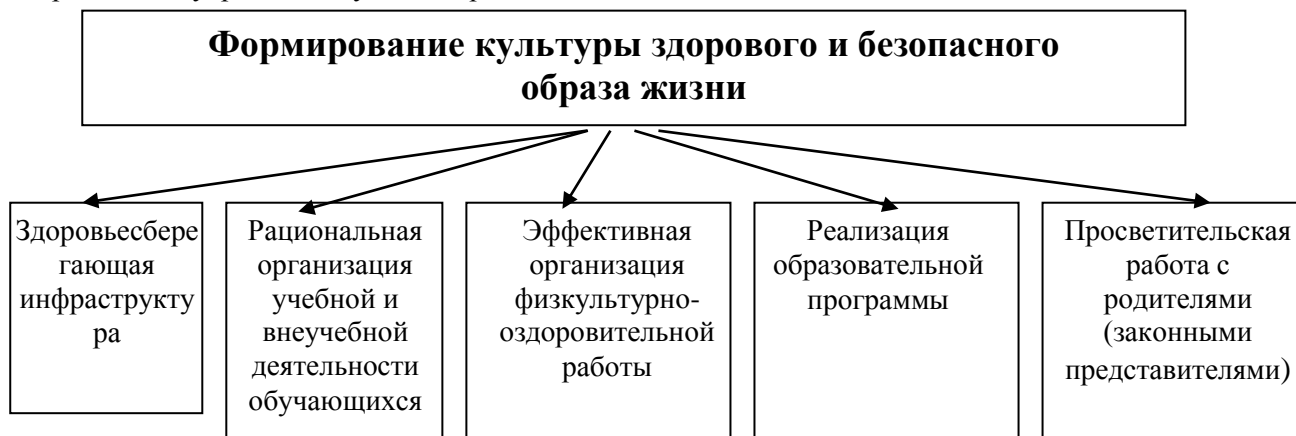 Формирование культуры здорового и безопасного
образа жизни
Здоровьесбере
гающая
инфраструкту
ра
Рациональная
организация
учебной и
внеучебной
деятельности
обучающихся
Эффективная
организация
физкультурно-
оздоровительной
работы
Реализация
образовательной
программы
Просветительская
работа с
родителями
(законными
представителями)